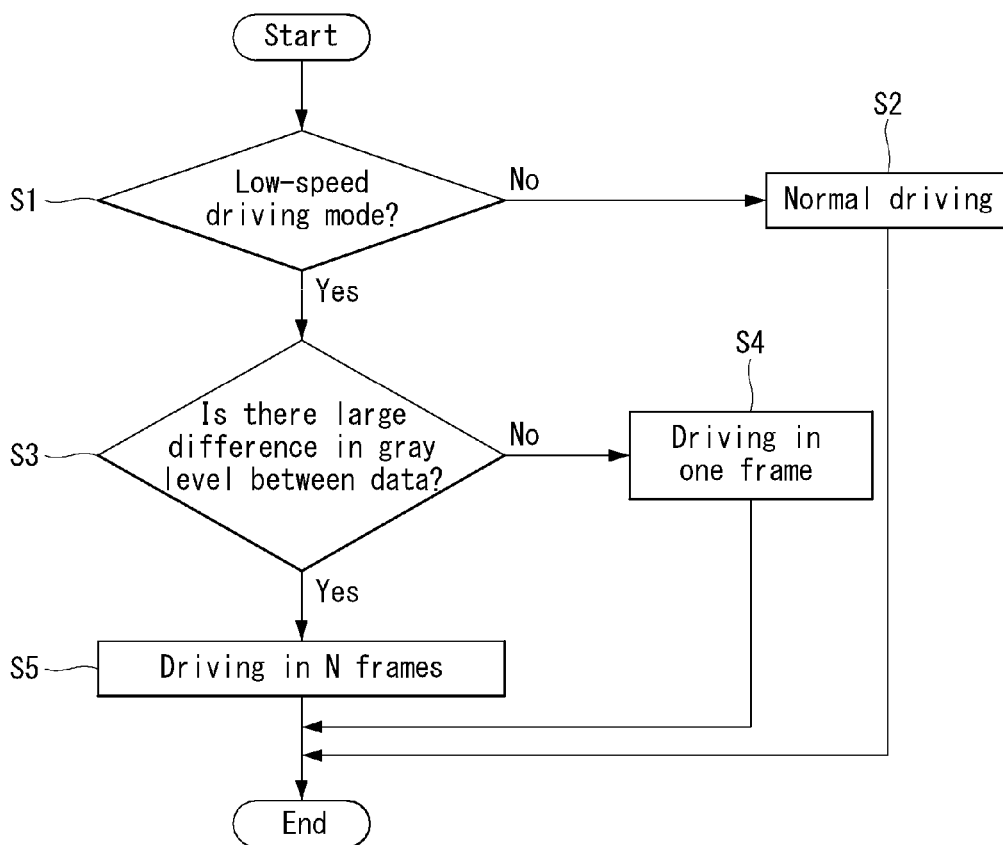 Start
S1
Low-speed
driving mode?
No
S2
Normal driving
Yes
S3
Is there large
difference in gray
level between data?
No
S4
Driving in
one frame
Yes
S5
Driving in N frames
End